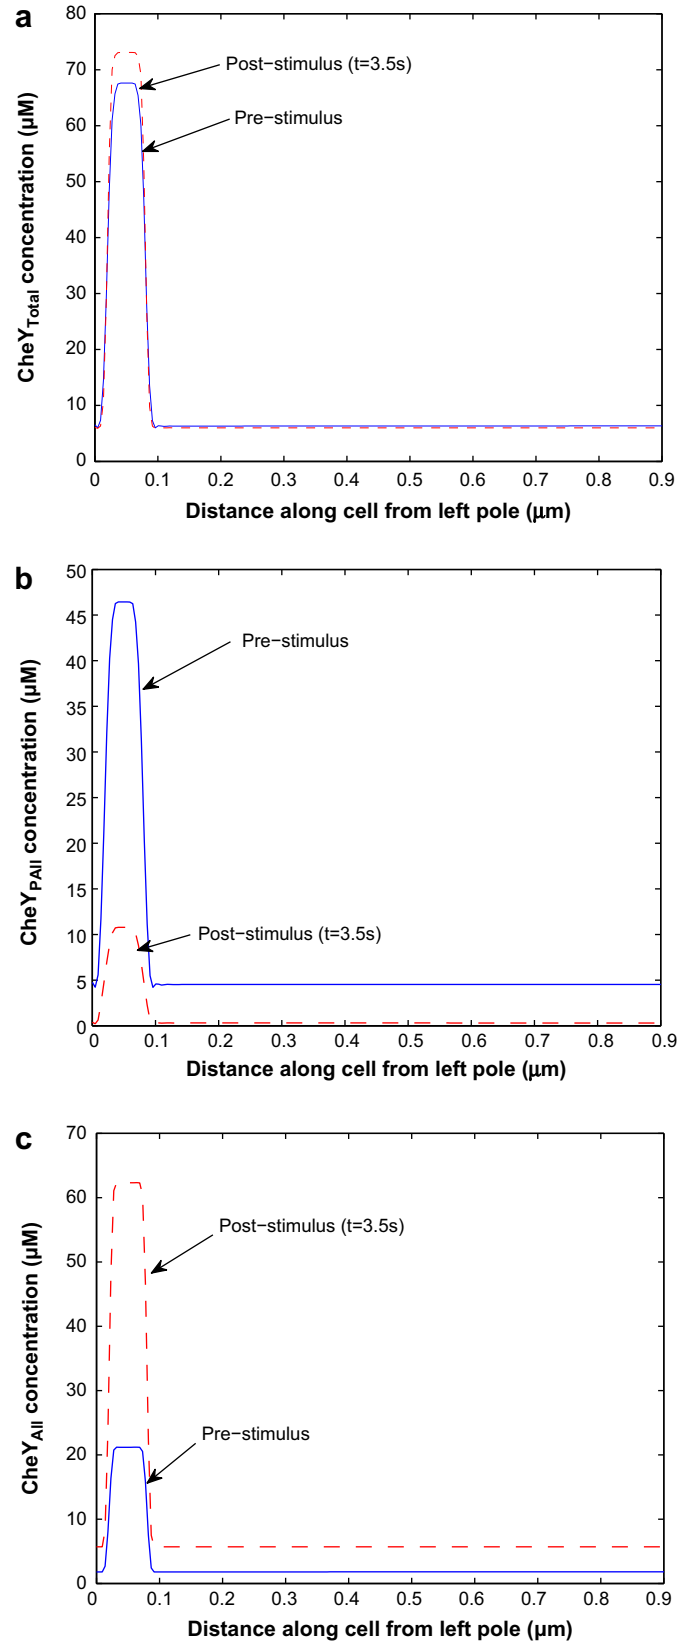 a
80
70
60
50
40
30
20
10
0
CheY_Total concentration (µM)
Post−stimulus (t=3.5s)
Pre−stimulus
0 0.1 0.2 0.3 0.4 0.5 0.6 0.7 0.8 0.9
Distance along cell from left pole (µm)
b
50
45
40
35
30
25
20
15
10
5
0
CheY_PAll concentration (µM)
Pre−stimulus
Post−stimulus (t=3.5s)
0 0.1 0.2 0.3 0.4 0.5 0.6 0.7 0.8 0.9
Distance along cell from left pole (µm)
c
70
60
50
40
30
20
10
0
CheY_All concentration (µM)
Post−stimulus (t=3.5s)
Pre−stimulus
0 0.1 0.2 0.3 0.4 0.5 0.6 0.7 0.8 0.9
Distance along cell from left pole (µm)